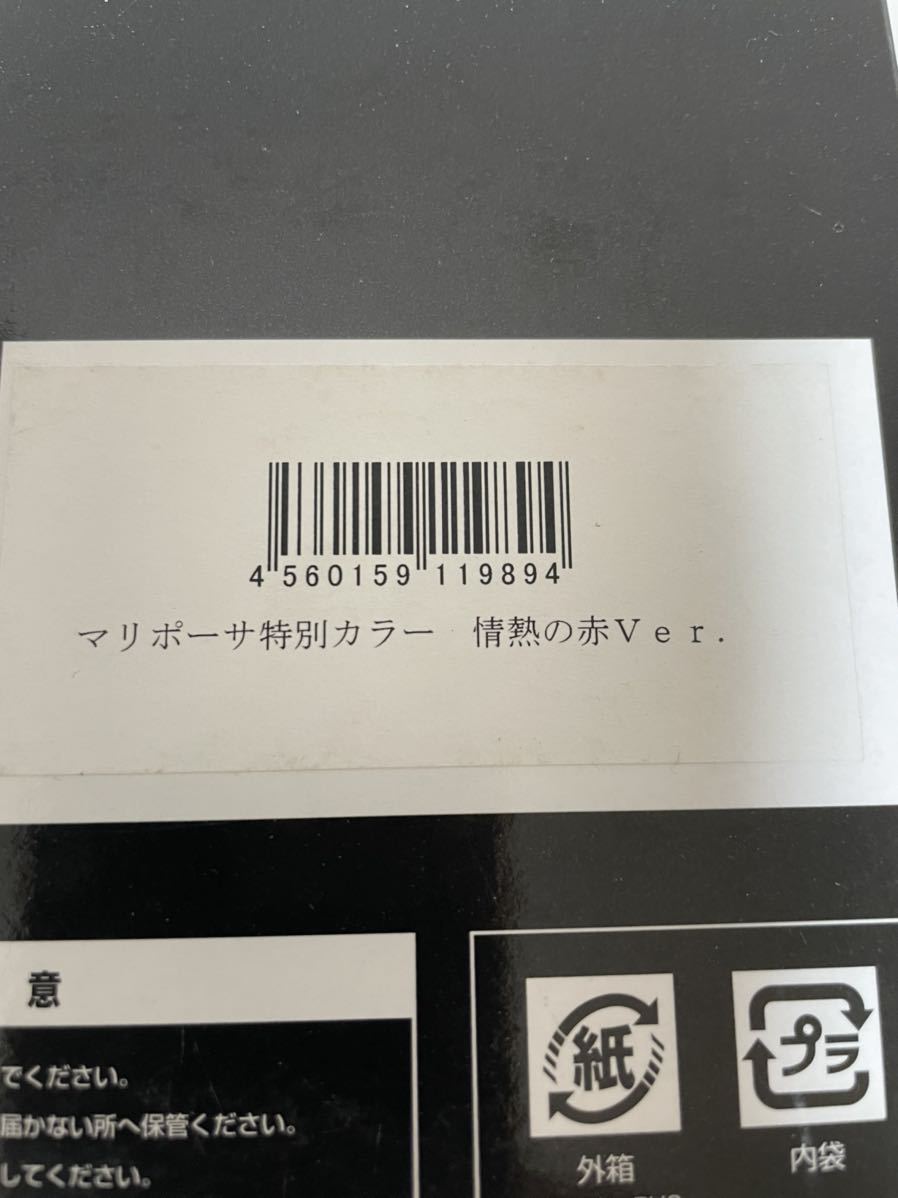 4 560159 119894
マリポーサ特別カラー　情熱の赤Ｖｅｒ．
意
でください。
届かない所へ保管ください。
してください。
紙
外箱
プラ
内袋